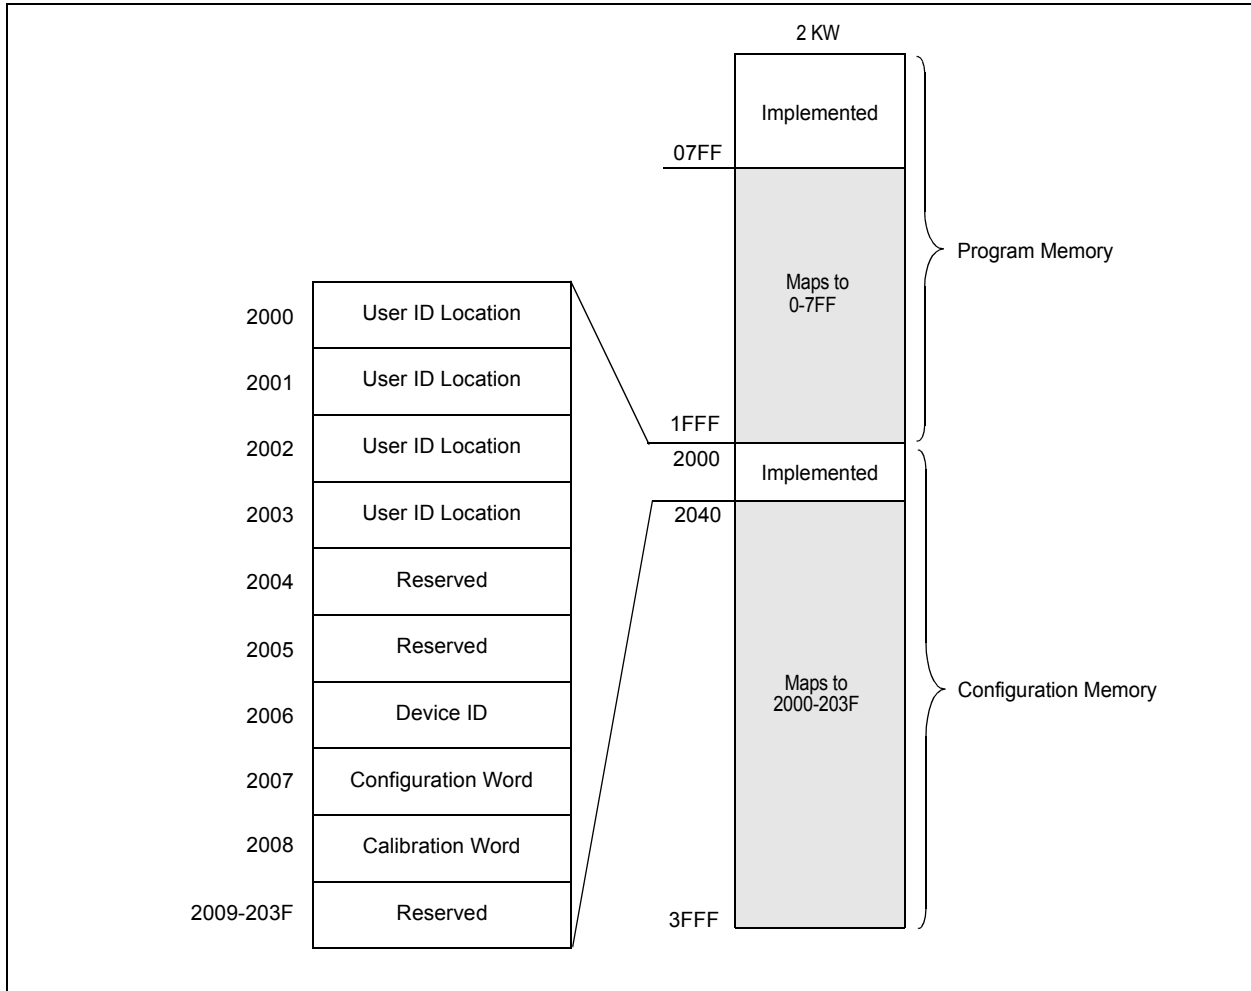 2 KW
Implemented
07FF
Maps to
0-7FF
Program Memory
1FFF
2000
Implemented
2040
Maps to
2000-203F
Configuration Memory
3FFF
2000 User ID Location
2001 User ID Location
2002 User ID Location
2003 User ID Location
2004 Reserved
2005 Reserved
2006 Device ID
2007 Configuration Word
2008 Calibration Word
2009-203F Reserved